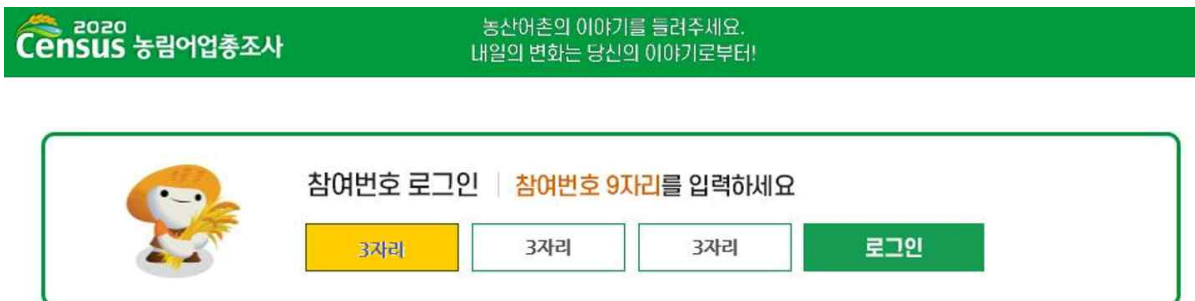 2020
Census 농림어업총조사
농산어촌의 이야기를 들려주세요.
내일의 변화는 당신의 이야기로부터!
참여번호 로그인 | 참여번호 9자리를 입력하세요
3자리 3자리 3자리 로그인